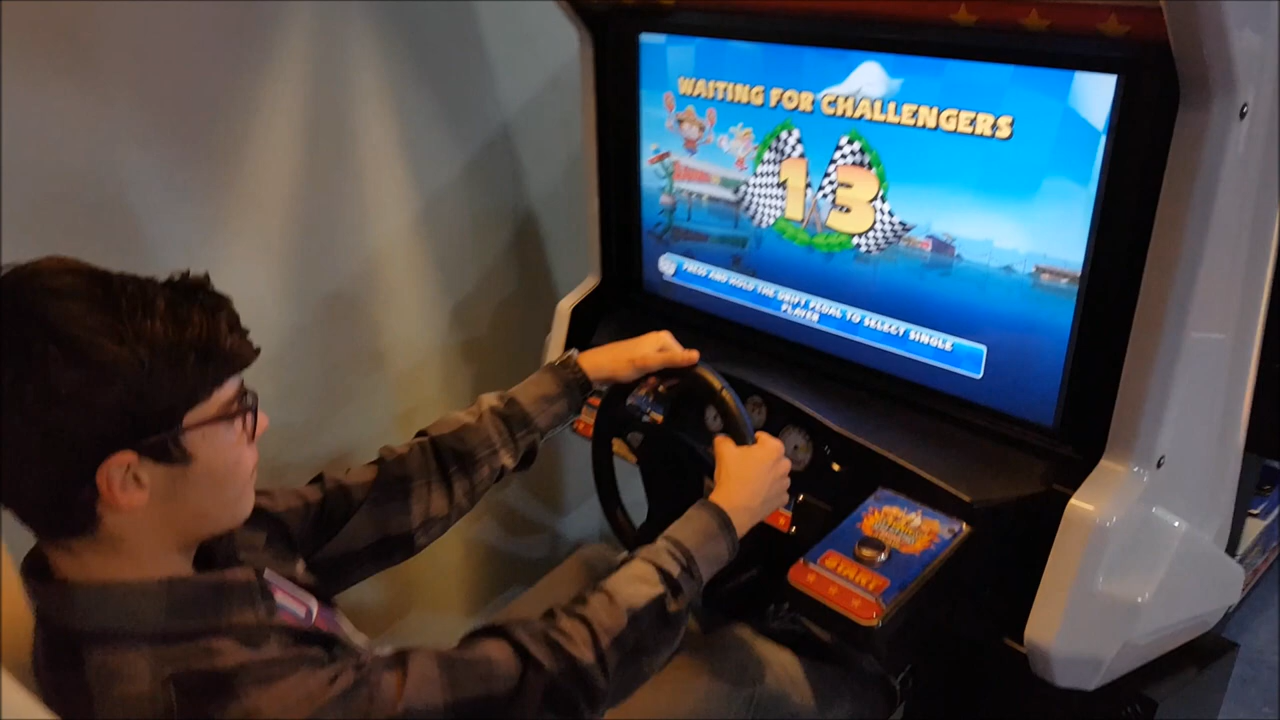 WAITING FOR CHALLENGERS
13
PRESS AND HOLD THE DRIFT PEDAL TO SELECT SINGLE
PLAYER
START